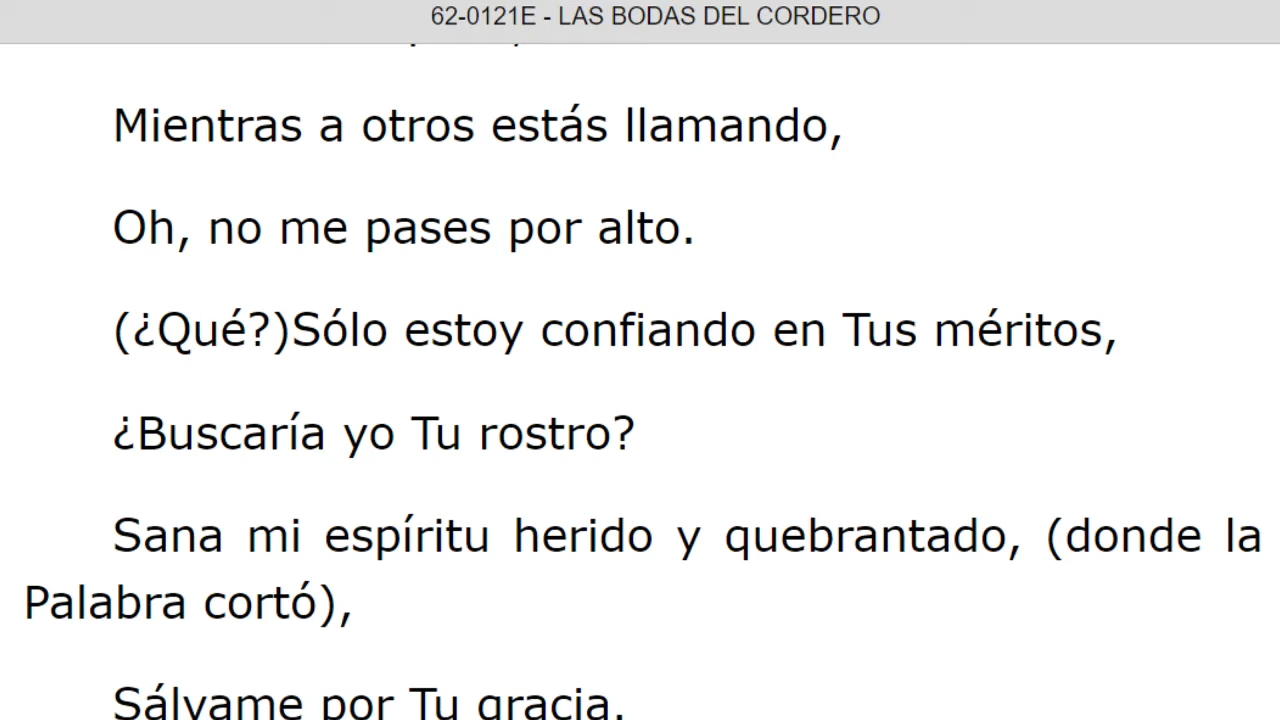 62-0121E - LAS BODAS DEL CORDERO
Mientras a otros estás llamando,
Oh, no me pases por alto.
(¿Qué?)Sólo estoy confiando en Tus méritos,
¿Buscaría yo Tu rostro?
Sana mi espíritu herido y quebrantado, (donde la
Palabra cortó),
Sálvame por Tu gracia.